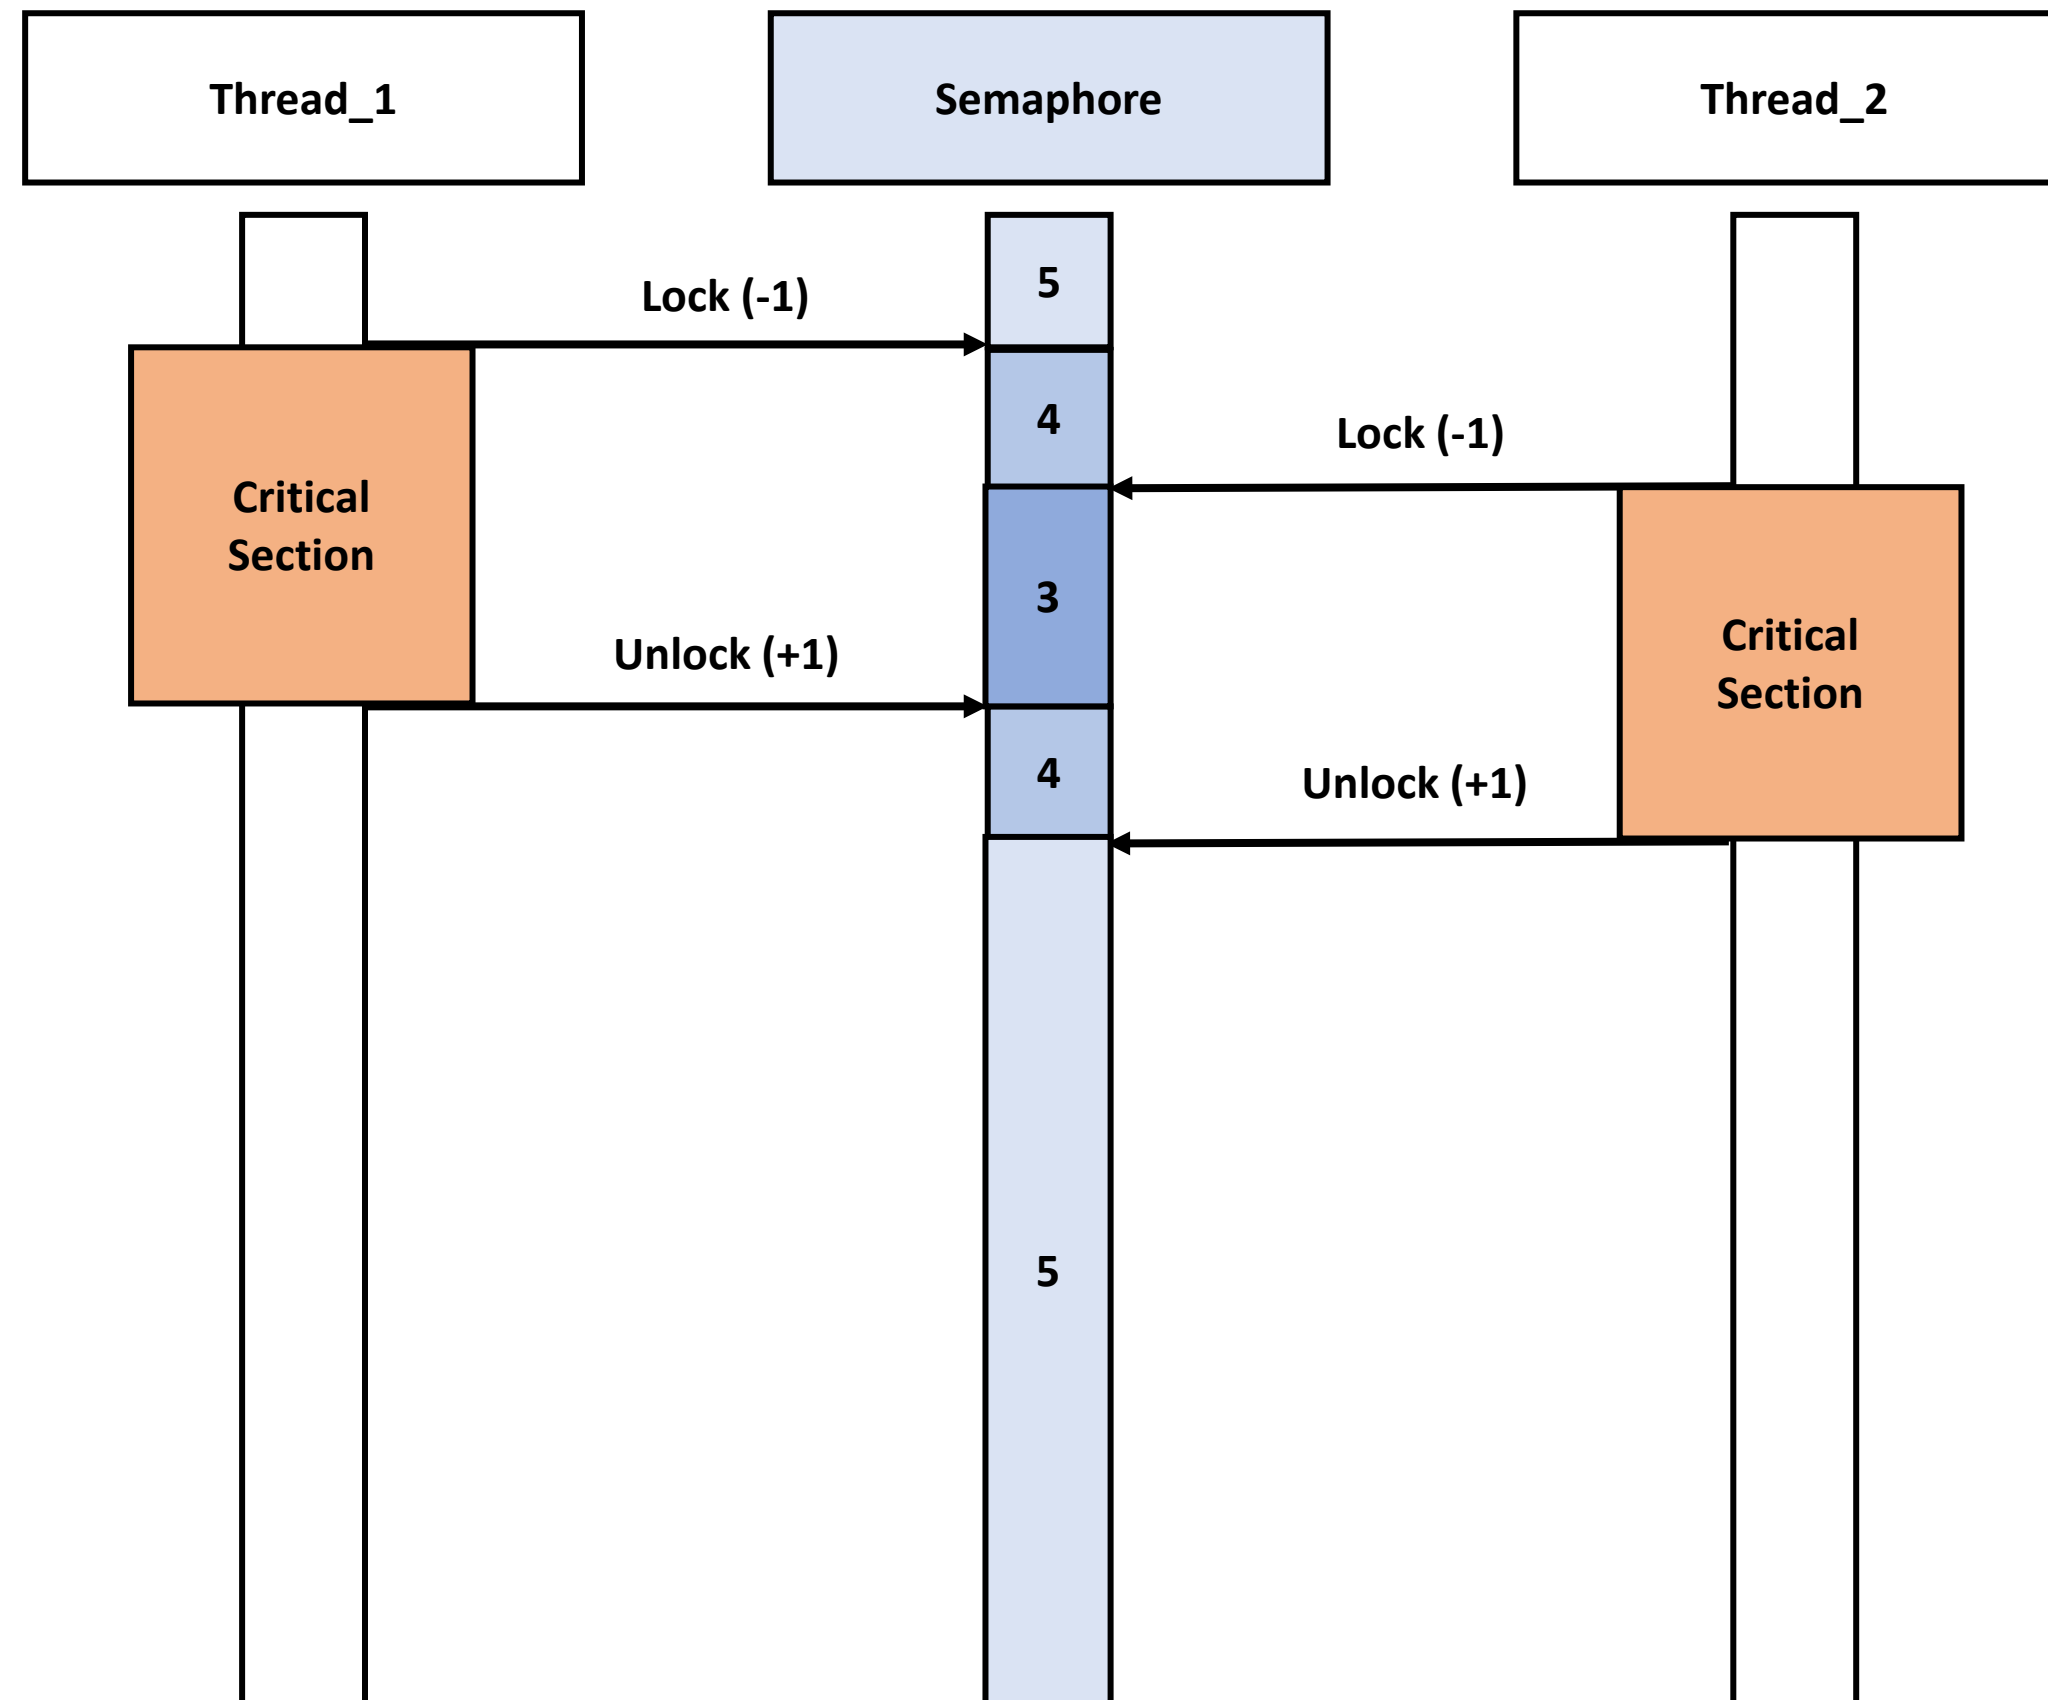 Thread_1
Semaphore
Thread_2
5
Lock (-1)
4
Lock (-1)
Critical
Section
3
Critical
Section
Unlock (+1)
4
Unlock (+1)
5